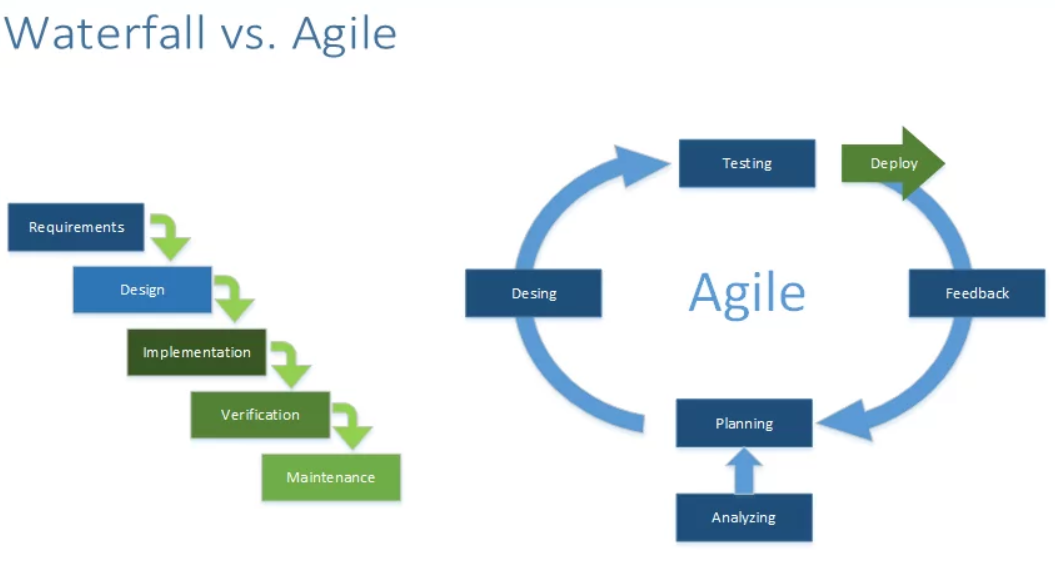 Waterfall vs. Agile
Requirements
Design
Implementation
Verification
Maintenance
Testing
Deploy
Desing
Agile
Feedback
Planning
Analyzing